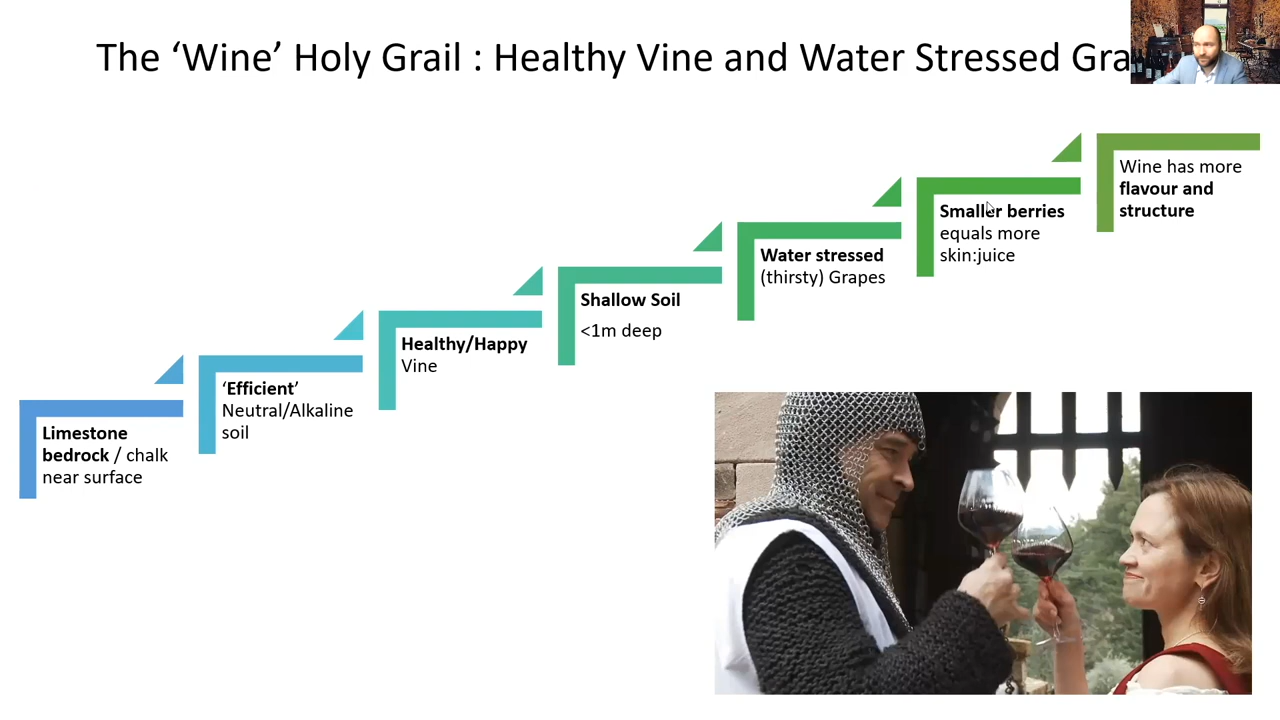 The ‘Wine’ Holy Grail : Healthy Vine and Water Stressed
Limestone
bedrock / chalk
near surface
‘Efficient’
Neutral/Alkaline
soil
Healthy/Happy
Vine
Shallow Soil
<1m deep
Water stressed
(thirsty) Grapes
Smaller berries
equals more
skin:juice
Wine has more
flavour and
structure